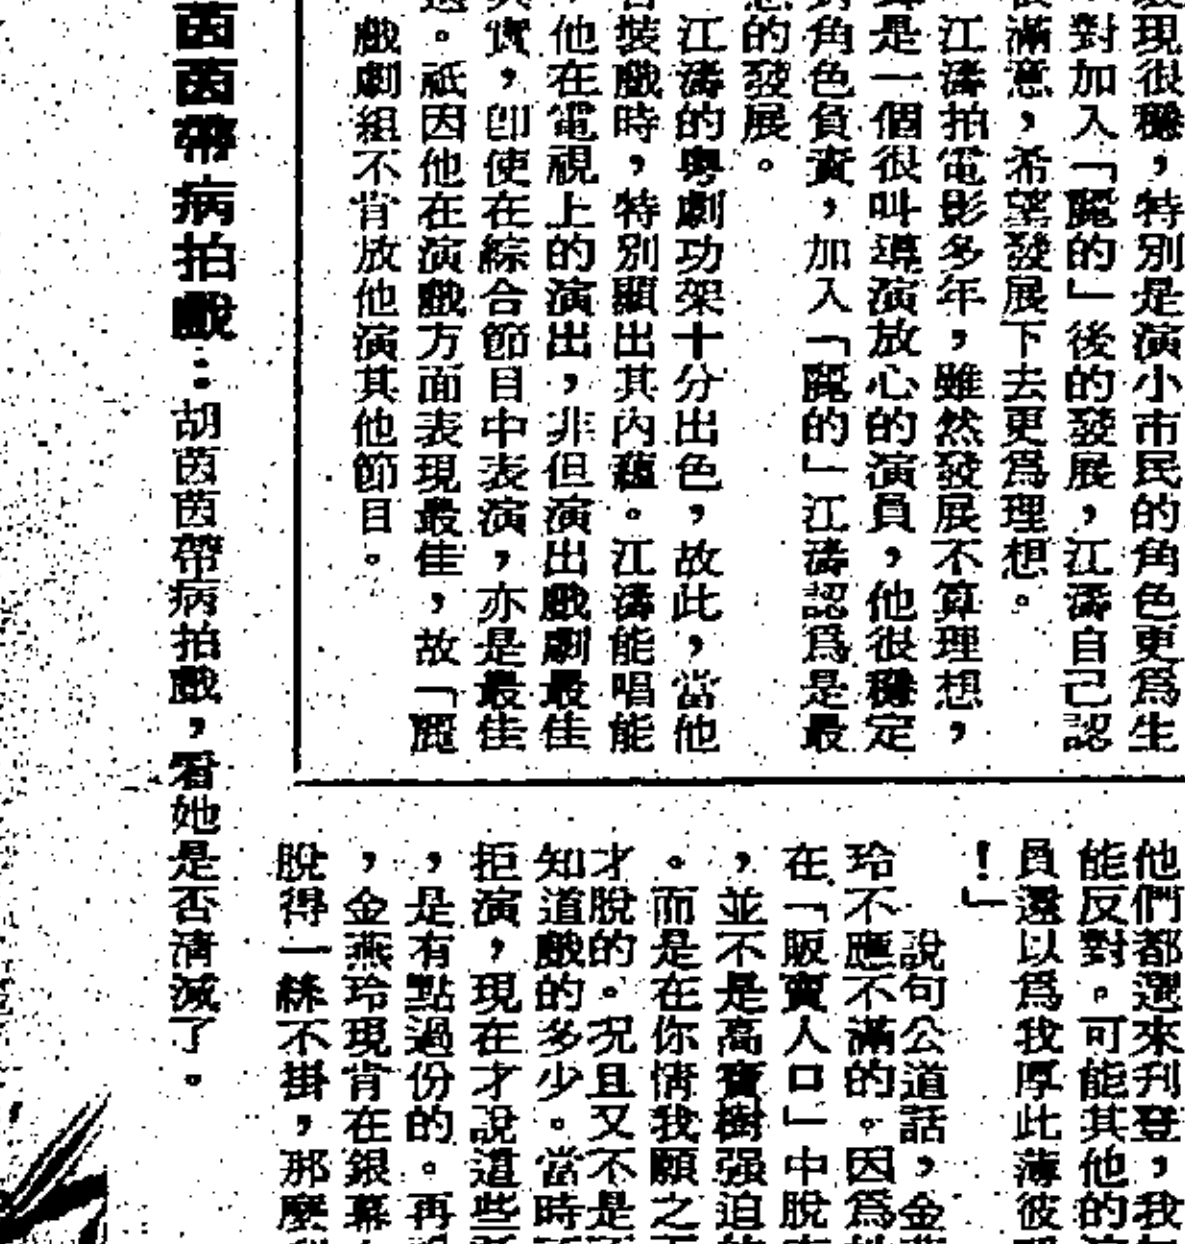 表現很穩，特別是演小市民的角色更爲生
對加入「麗的」後的發展，江濤自己認
很滿意，希望發展下去更爲理想。
江濤拍電影多年，雖然發展不算理想，
是一個很叫導演放心的演員，他很穩定
對角色負責，加入「麗的」江濤認爲是最
的發展。
江濤的粵劇功架十分出色，故此，當他
裝戲時，特別顯出其內蘊。江濤能唱能
，他在電視上的演出，非但演出戲劇最佳
實，即使在綜合節目中表演，亦是最佳
。祇因他在演戲方面表現最佳，故「麗
戲劇組不肯放他演其他節目。
他們都選來刋登，我
能反對。可能其他的
員還以爲我厚此薄彼
！」
說句公道話，金
玲不應不滿的。因爲
在「販賣人口」中脫
，並不是高寶樹强迫
。而是在你情我願之
才脫的。況且又不是
知道戲的多少。當時
拒演，現在才說這些
，是有點過份的。再
，金燕玲現肯在銀幕
脫得一絲不掛，那麼
茵茵帶病拍戲：胡茵茵帶病拍戲，看她是否清減了。